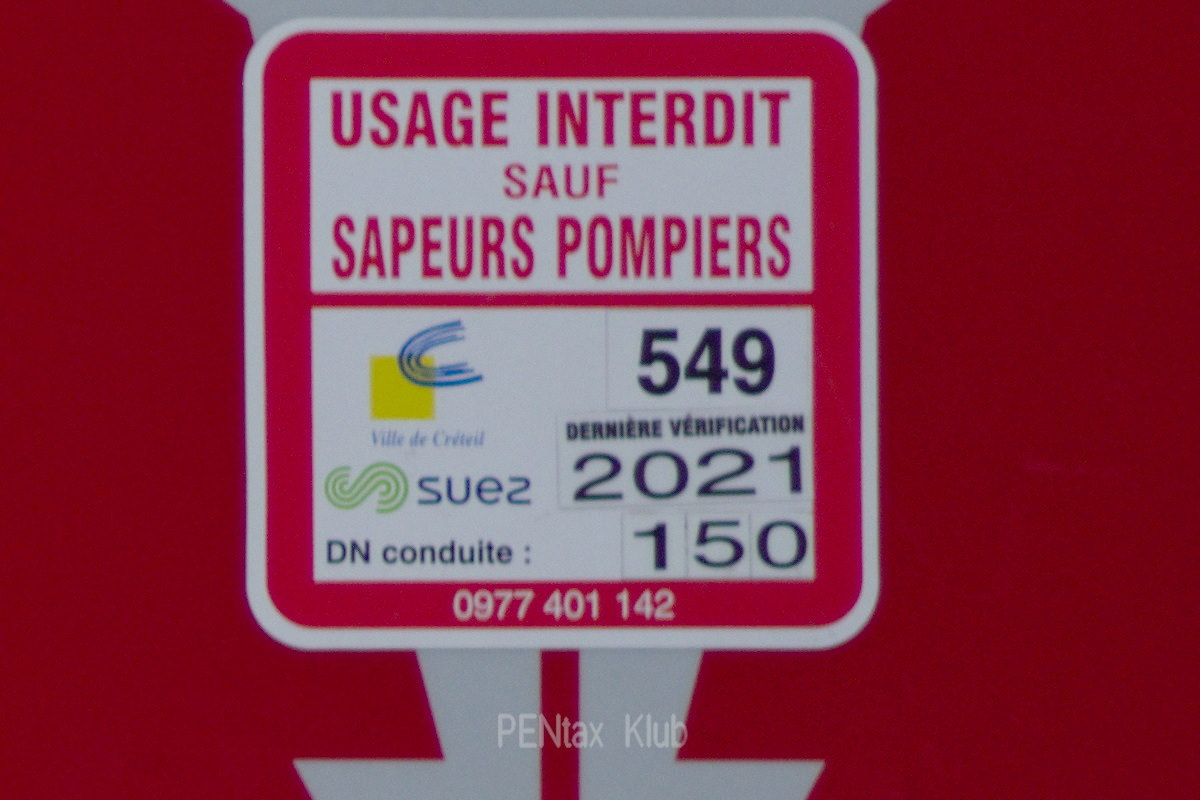 USAGE INTERDIT
SAUF
SAPEURS POMPIERS
549
Ville de Créteil
DERNIÈRE VÉRIFICATION
2021
suez
DN conduite : 150
0977 401 142
PENtax Klub